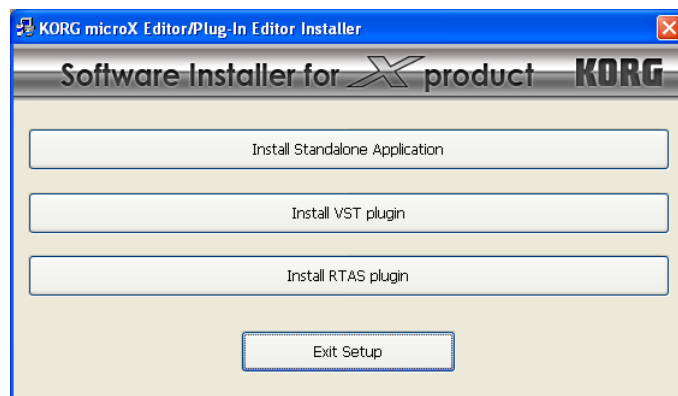 KORG microX Editor/Plug-In Editor Installer
Software Installer for X product KORG
Install Standalone Application
Install VST plugin
Install RTAS plugin
Exit Setup